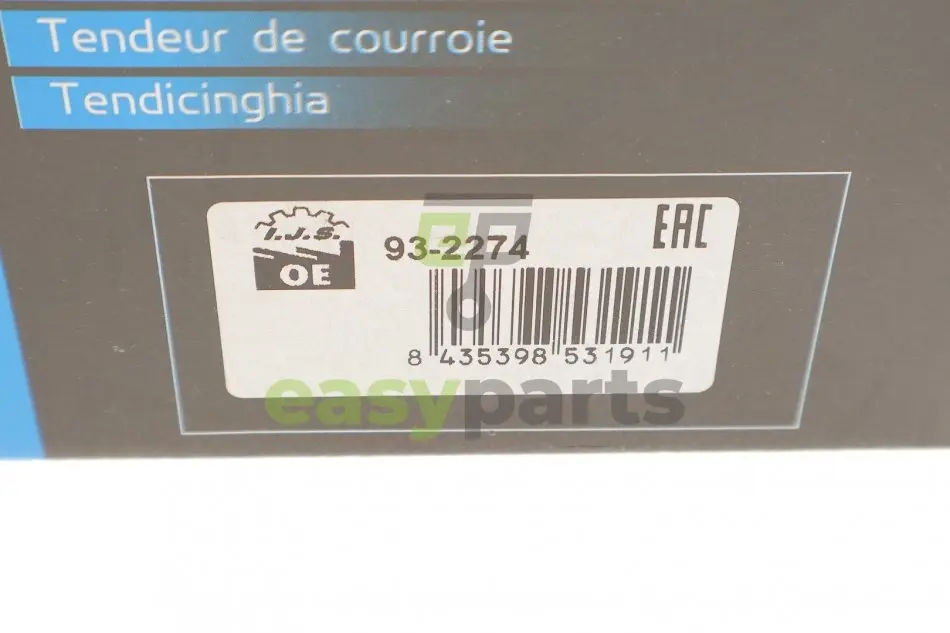 Tendeur de courroie
Tendicinghia
I.J.S.
OE
93-2274
EAC
8 435398 531911
easyparts